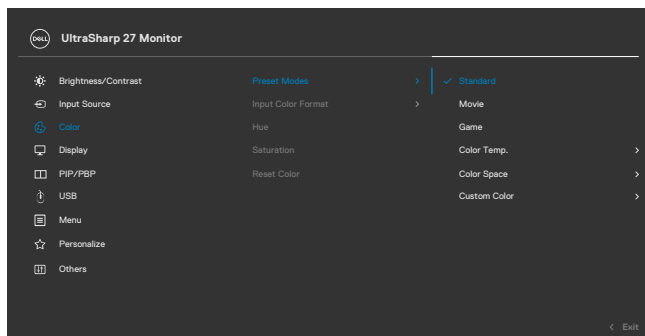 DELL UltraSharp 27 Monitor
Brightness/Contrast
Input Source
Color
Display
PIP/PBP
USB
Menu
Personalize
Others
Preset Modes
Input Color Format
Hue
Saturation
Reset Color
Standard
Movie
Game
Color Temp.
Color Space
Custom Color
Exit